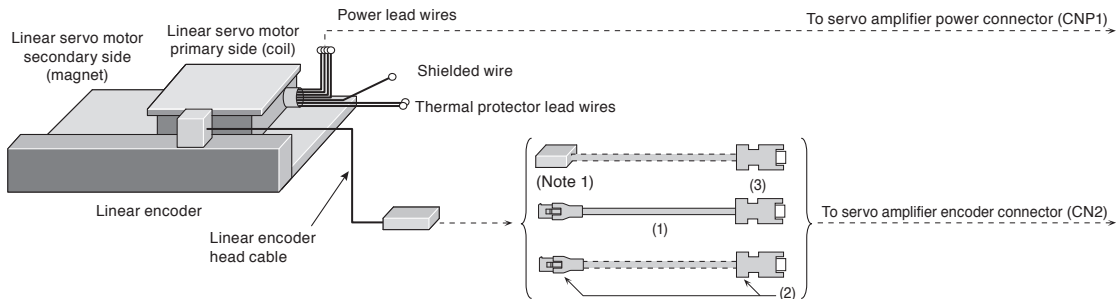 Power lead wires
To servo amplifier power connector (CNP1)
Linear servo motor
secondary side
(magnet)
Linear servo motor
primary side (coil)
Shielded wire
Thermal protector lead wires
(Note 1)
(3)
Linear encoder
(1)
To servo amplifier encoder connector (CN2)
Linear encoder
head cable
(2)